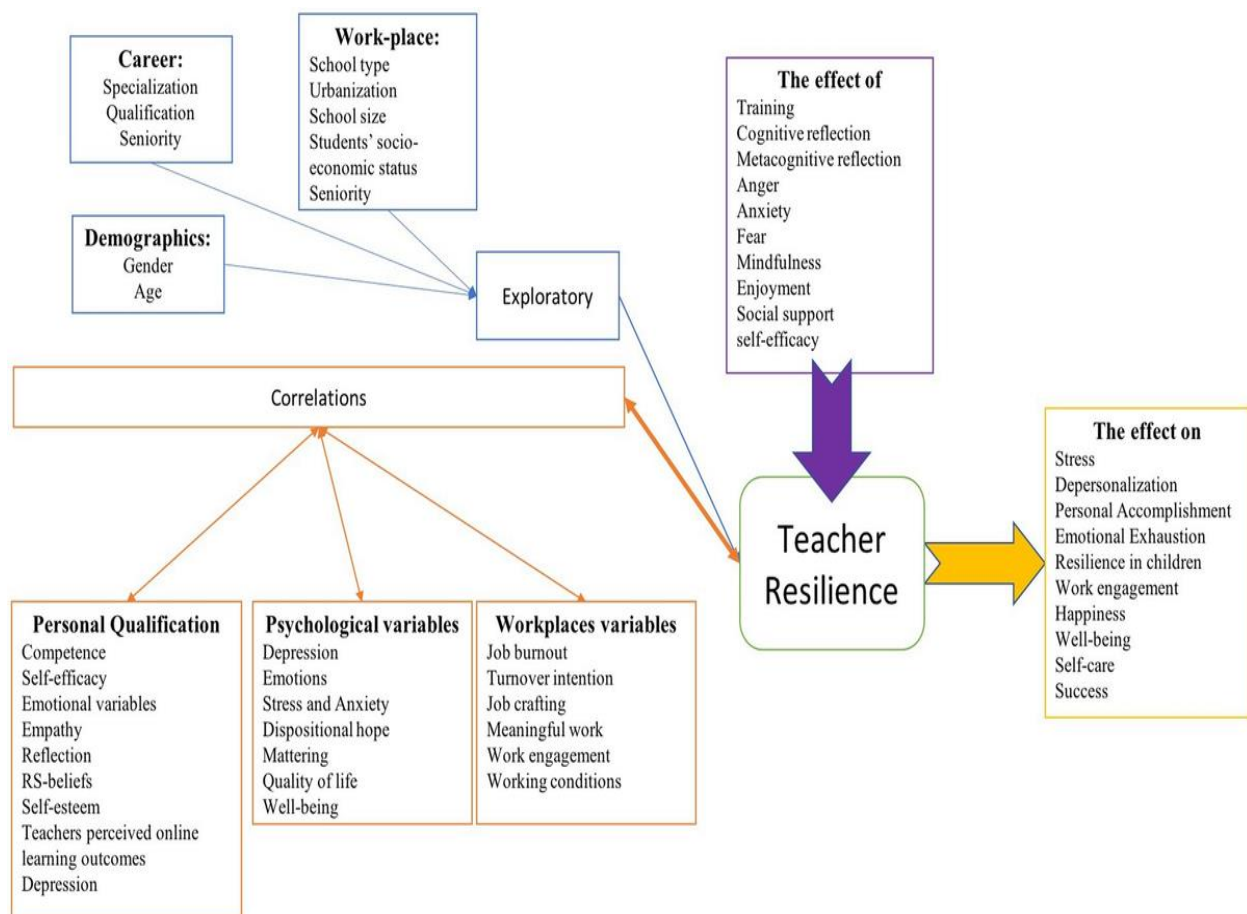 Career:
Specialization
Qualification
Seniority
Work-place:
School type
Urbanization
School size
Students’ socio-
economic status
Seniority
Demographics:
Gender
Age
Exploratory
The effect of
Training
Cognitive reflection
Metacognitive reflection
Anger
Anxiety
Fear
Mindfulness
Enjoyment
Social support
self-efficacy
Correlations
Teacher
Resilience
The effect on
Stress
Depersonalization
Personal Accomplishment
Emotional Exhaustion
Resilience in children
Work engagement
Happiness
Well-being
Self-care
Success
Personal Qualification
Competence
Self-efficacy
Emotional variables
Empathy
Reflection
RS-beliefs
Self-esteem
Teachers perceived online
learning outcomes
Depression
Psychological variables
Depression
Emotions
Stress and Anxiety
Dispositional hope
Mattering
Quality of life
Well-being
Workplaces variables
Job burnout
Turnover intention
Job crafting
Meaningful work
Work engagement
Working conditions